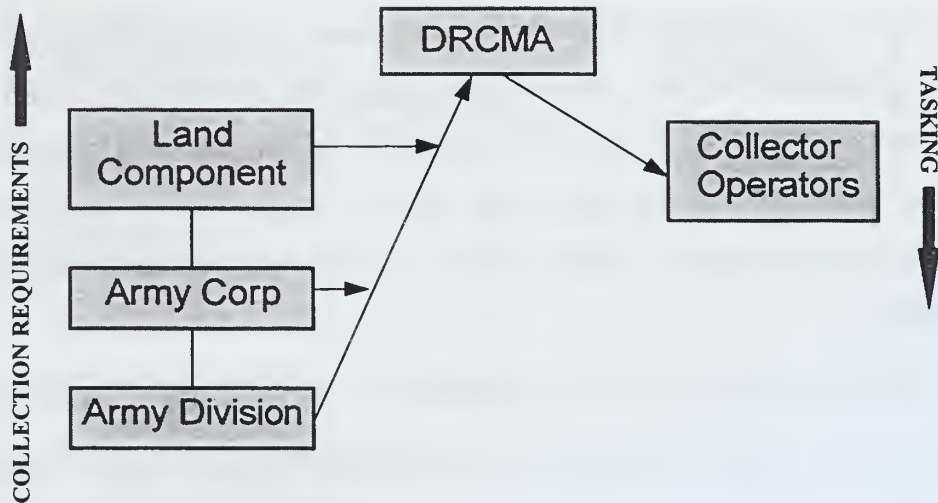 DRCMA
Land
Component
Collector
Operators
Army Corp
Army Division
COLLECTION REQUIREMENTS
TASKING